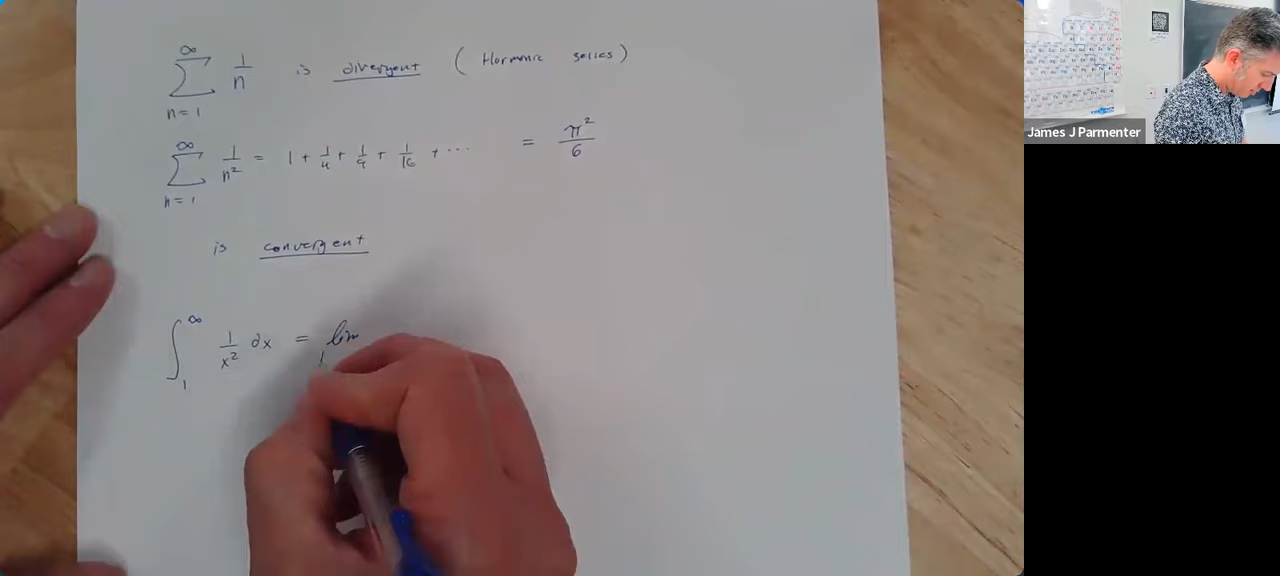 ∞
∑ 1/n is divergent (Harmonic series)
n = 1
∞
∑ 1/n² = 1 + 1/4 + 1/9 + 1/16 + ··· = π²/6
n = 1
is convergent
∫₁^∞ 1/x² dx = lim
James J Parmenter